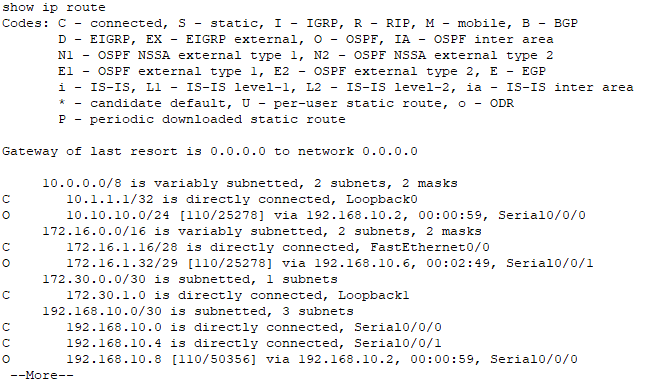 show ip route
Codes: C - connected, S - static, I - IGRP, R - RIP, M - mobile, B - BGP
       D - EIGRP, EX - EIGRP external, O - OSPF, IA - OSPF inter area
       N1 - OSPF NSSA external type 1, N2 - OSPF NSSA external type 2
       E1 - OSPF external type 1, E2 - OSPF external type 2, E - EGP
       i - IS-IS, L1 - IS-IS level-1, L2 - IS-IS level-2, ia - IS-IS inter area
       * - candidate default, U - per-user static route, o - ODR
       P - periodic downloaded static route

Gateway of last resort is 0.0.0.0 to network 0.0.0.0

     10.0.0.0/8 is variably subnetted, 2 subnets, 2 masks
C       10.1.1.1/32 is directly connected, Loopback0
O       10.10.10.0/24 [110/25278] via 192.168.10.2, 00:00:59, Serial0/0/0
     172.16.0.0/16 is variably subnetted, 2 subnets, 2 masks
C       172.16.1.16/28 is directly connected, FastEthernet0/0
O       172.16.1.32/29 [110/25278] via 192.168.10.6, 00:02:49, Serial0/0/1
     172.30.0.0/30 is subnetted, 1 subnets
C       172.30.1.0 is directly connected, Loopback1
     192.168.10.0/30 is subnetted, 3 subnets
C       192.168.10.0 is directly connected, Serial0/0/0
C       192.168.10.4 is directly connected, Serial0/0/1
O       192.168.10.8 [110/50356] via 192.168.10.2, 00:00:59, Serial0/0/0
 --More--